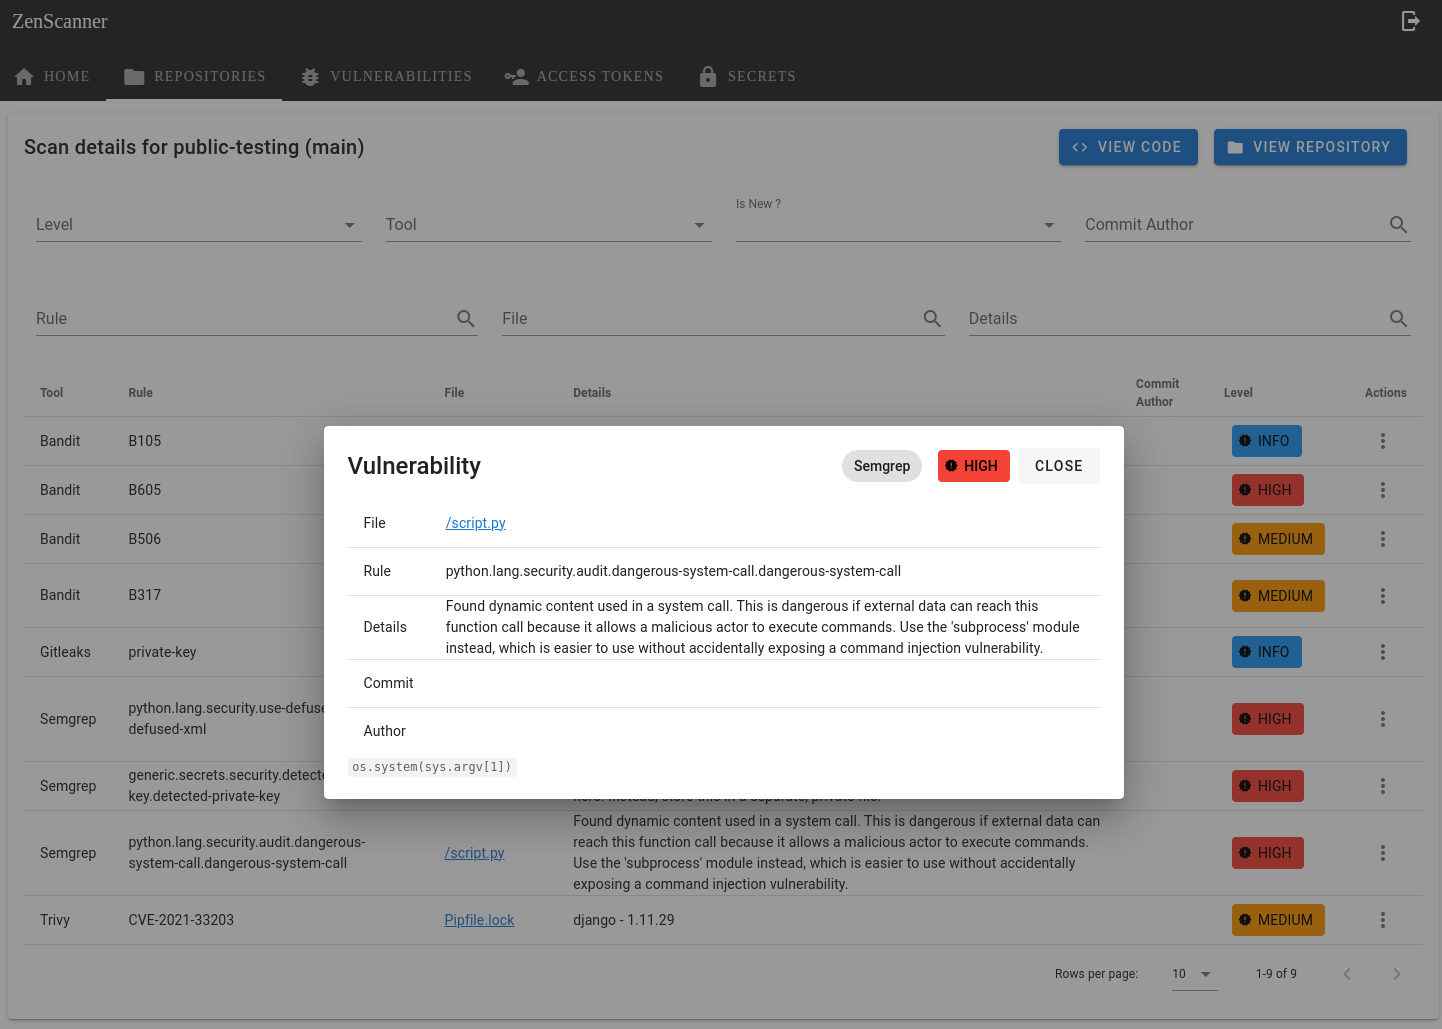 ZenScanner
HOME REPOSITORIES VULNERABILITIES ACCESS TOKENS SECRETS
Scan details for public-testing (main)
VIEW CODE VIEW REPOSITORY
Is New ?
Level Tool Commit Author
Rule File Details
Tool Rule File Details Commit Author Level Actions
Bandit B105 INFO
Bandit B605 HIGH
Bandit B506 MEDIUM
Bandit B317 MEDIUM
Gitleaks private-key INFO
Vulnerability Semgrep HIGH CLOSE
File /script.py
Rule python.lang.security.audit.dangerous-system-call.dangerous-system-call
Details Found dynamic content used in a system call. This is dangerous if external data can reach this
function call because it allows a malicious actor to execute commands. Use the 'subprocess' module
instead, which is easier to use without accidentally exposing a command injection vulnerability.
Commit
Author
os.system(sys.argv[1])
Semgrep python.lang.security.use-defuse
defused-xml HIGH
Semgrep generic.secrets.security.detecte
key.detected-private-key HIGH
Semgrep python.lang.security.audit.dangerous-
system-call.dangerous-system-call /script.py
Found dynamic content used in a system call. This is dangerous if external data can
reach this function call because it allows a malicious actor to execute commands.
Use the 'subprocess' module instead, which is easier to use without accidentally
exposing a command injection vulnerability.
HIGH
Trivy CVE-2021-33203 Pipfile.lock django - 1.11.29 MEDIUM
Rows per page: 10 1-9 of 9